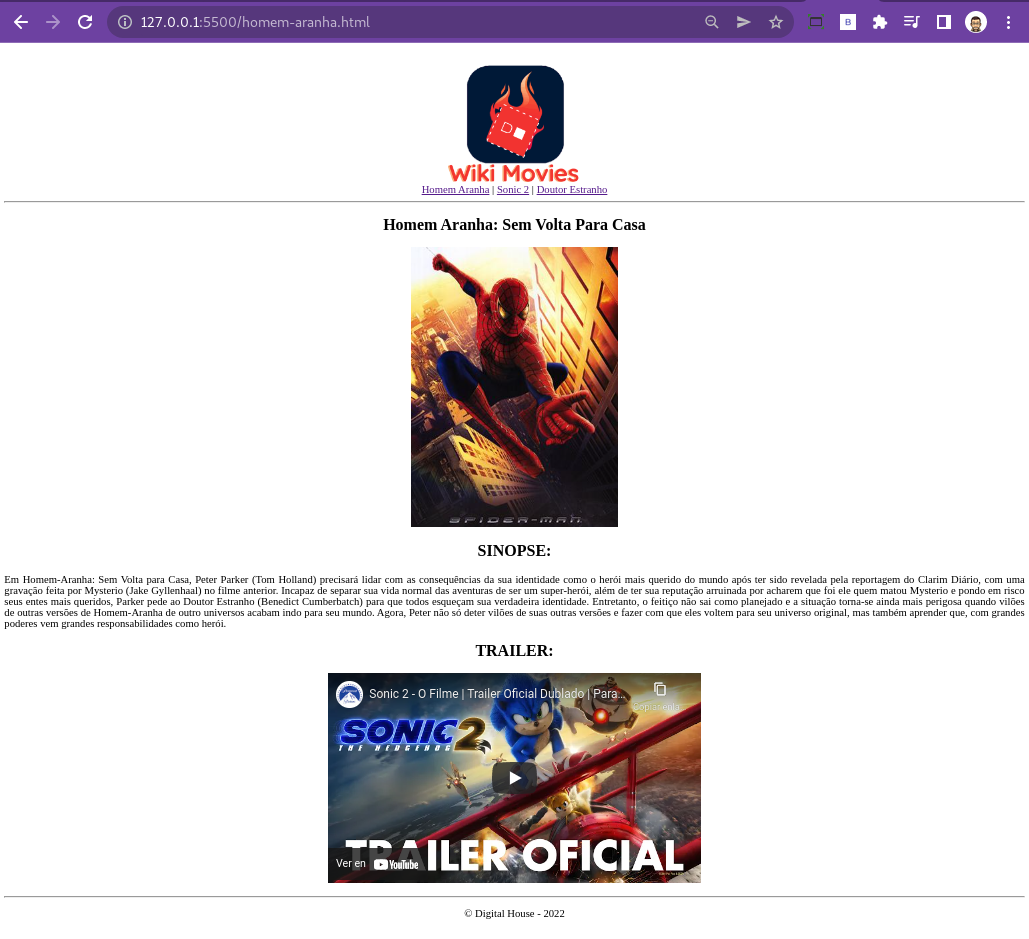 127.0.0.1:5500/homem-aranha.html
B
D
Wiki Movies
Homem Aranha | Sonic 2 | Doutor Estranho
Homem Aranha: Sem Volta Para Casa
SPIDER-MAN
SINOPSE:
Em Homem-Aranha: Sem Volta para Casa, Peter Parker (Tom Holland) precisará lidar com as consequências da sua identidade como o herói mais querido do mundo após ter sido revelada pela reportagem do Clarim Diário, com uma
gravação feita por Mysterio (Jake Gyllenhaal) no filme anterior. Incapaz de separar sua vida normal das aventuras de ser um super-herói, além de ter sua reputação arruinada por acharem que foi ele quem matou Mysterio e pondo em risco
seus entes mais queridos, Parker pede ao Doutor Estranho (Benedict Cumberbatch) para que todos esqueçam sua verdadeira identidade. Entretanto, o feitiço não sai como planejado e a situação torna-se ainda mais perigosa quando vilões
de outras versões de Homem-Aranha de outro universos acabam indo para seu mundo. Agora, Peter não só deter vilões de suas outras versões e fazer com que eles voltem para seu universo original, mas também aprender que, com grandes
poderes vem grandes responsabilidades como herói.
TRAILER:
Sonic 2 - O Filme | Trailer Oficial Dublado | Para...
SONIC 2
THE HEDGEHOG
TRAILER OFICIAL
Ver en YouTube
© Digital House - 2022